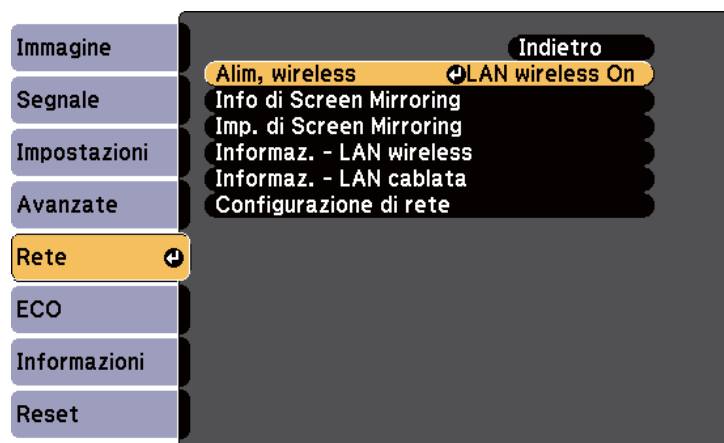 Immagine
Segnale
Impostazioni
Avanzate
Rete
ECO
Informazioni
Reset
Indietro
Alim, wireless LAN wireless On
Info di Screen Mirroring
Imp. di Screen Mirroring
Informaz. - LAN wireless
Informaz. - LAN cablata
Configurazione di rete